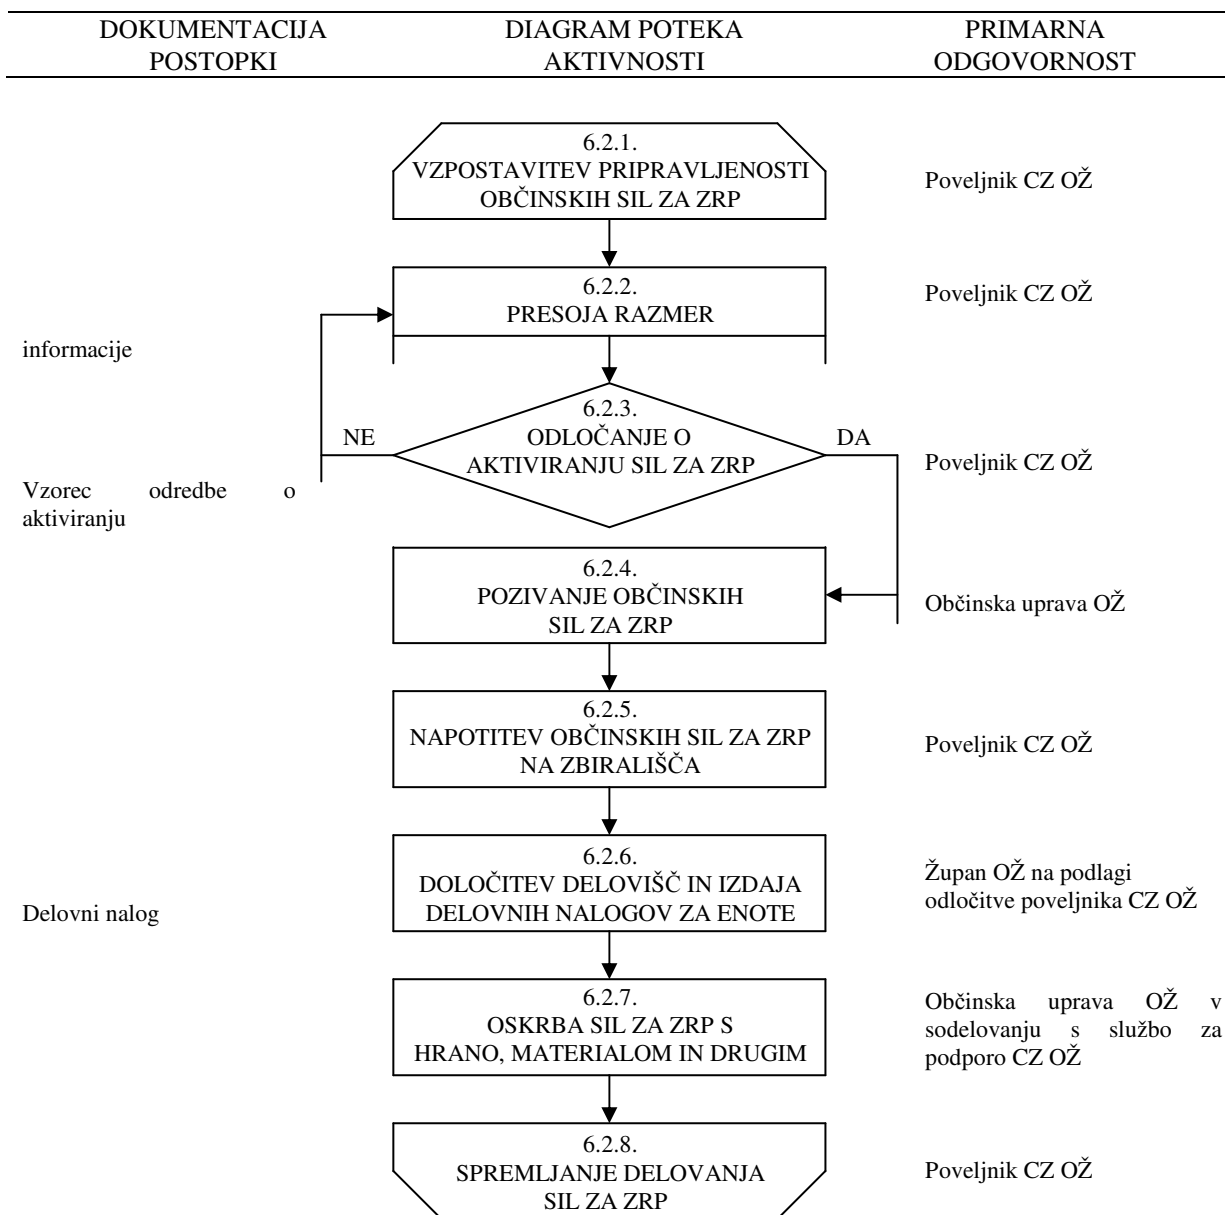 DOKUMENTACIJA
POSTOPKI
DIAGRAM POTEKA
AKTIVNOSTI
PRIMARNA
ODGOVORNOST
6.2.1.
VZPOSTAVITEV PRIPRAVLJENOSTI
OBČINSKIH SIL ZA ZRP
Poveljnik CZ OŽ
6.2.2.
PRESOJA RAZMER
Poveljnik CZ OŽ
informacije
6.2.3.
ODLOČANJE O
AKTIVIRANJU SIL ZA ZRP
NE
DA
Poveljnik CZ OŽ
Vzorec odredbe o
aktiviranju
6.2.4.
POZIVANJE OBČINSKIH
SIL ZA ZRP
Občinska uprava OŽ
6.2.5.
NAPOTITEV OBČINSKIH SIL ZA ZRP
NA ZBIRALIŠČA
Poveljnik CZ OŽ
6.2.6.
DOLOČITEV DELOVIŠČ IN IZDAJA
DELOVNIH NALOGOV ZA ENOTE
Delovni nalog
Župan OŽ na podlagi
odločitve poveljnika CZ OŽ
6.2.7.
OSKRBA SIL ZA ZRP S
HRANO, MATERIALOM IN DRUGIM
Občinska uprava OŽ v
sodelovanju s službo za
podporo CZ OŽ
6.2.8.
SPREMLJANJE DELOVANJA
SIL ZA ZRP
Poveljnik CZ OŽ